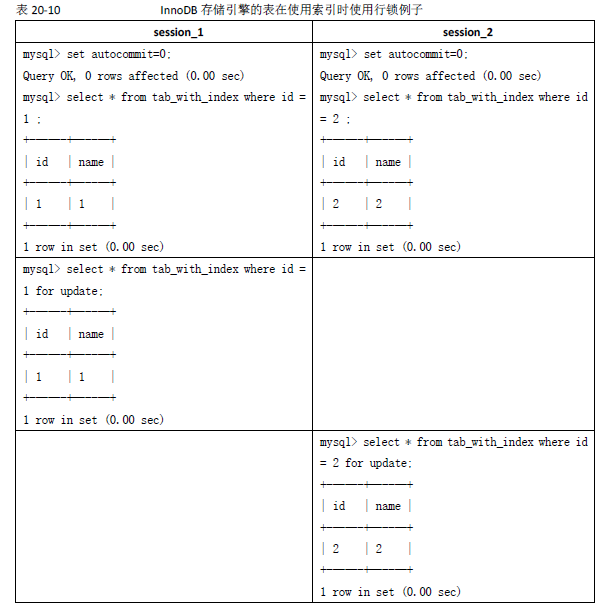 表 20-10 InnoDB 存储引擎的表在使用索引时使用行锁例子
session_1
session_2
mysql> set autocommit=0;
Query OK, 0 rows affected (0.00 sec)
mysql> select * from tab_with_index where id =
1 ;
+------+------+
| id | name |
+------+------+
| 1 | 1 |
+------+------+
1 row in set (0.00 sec)
mysql> set autocommit=0;
Query OK, 0 rows affected (0.00 sec)
mysql> select * from tab_with_index where id
= 2 ;
+------+------+
| id | name |
+------+------+
| 2 | 2 |
+------+------+
1 row in set (0.00 sec)
mysql> select * from tab_with_index where id =
1 for update;
+------+------+
| id | name |
+------+------+
| 1 | 1 |
+------+------+
1 row in set (0.00 sec)
mysql> select * from tab_with_index where id
= 2 for update;
+------+------+
| id | name |
+------+------+
| 2 | 2 |
+------+------+
1 row in set (0.00 sec)